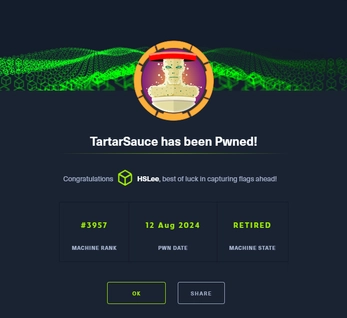 TartarSauce has been Pwned!
Congratulations HSLee, best of luck in capturing flags ahead!
#3957 12 Aug 2024 RETIRED
MACHINE RANK PWN DATE MACHINE STATE
OK SHARE